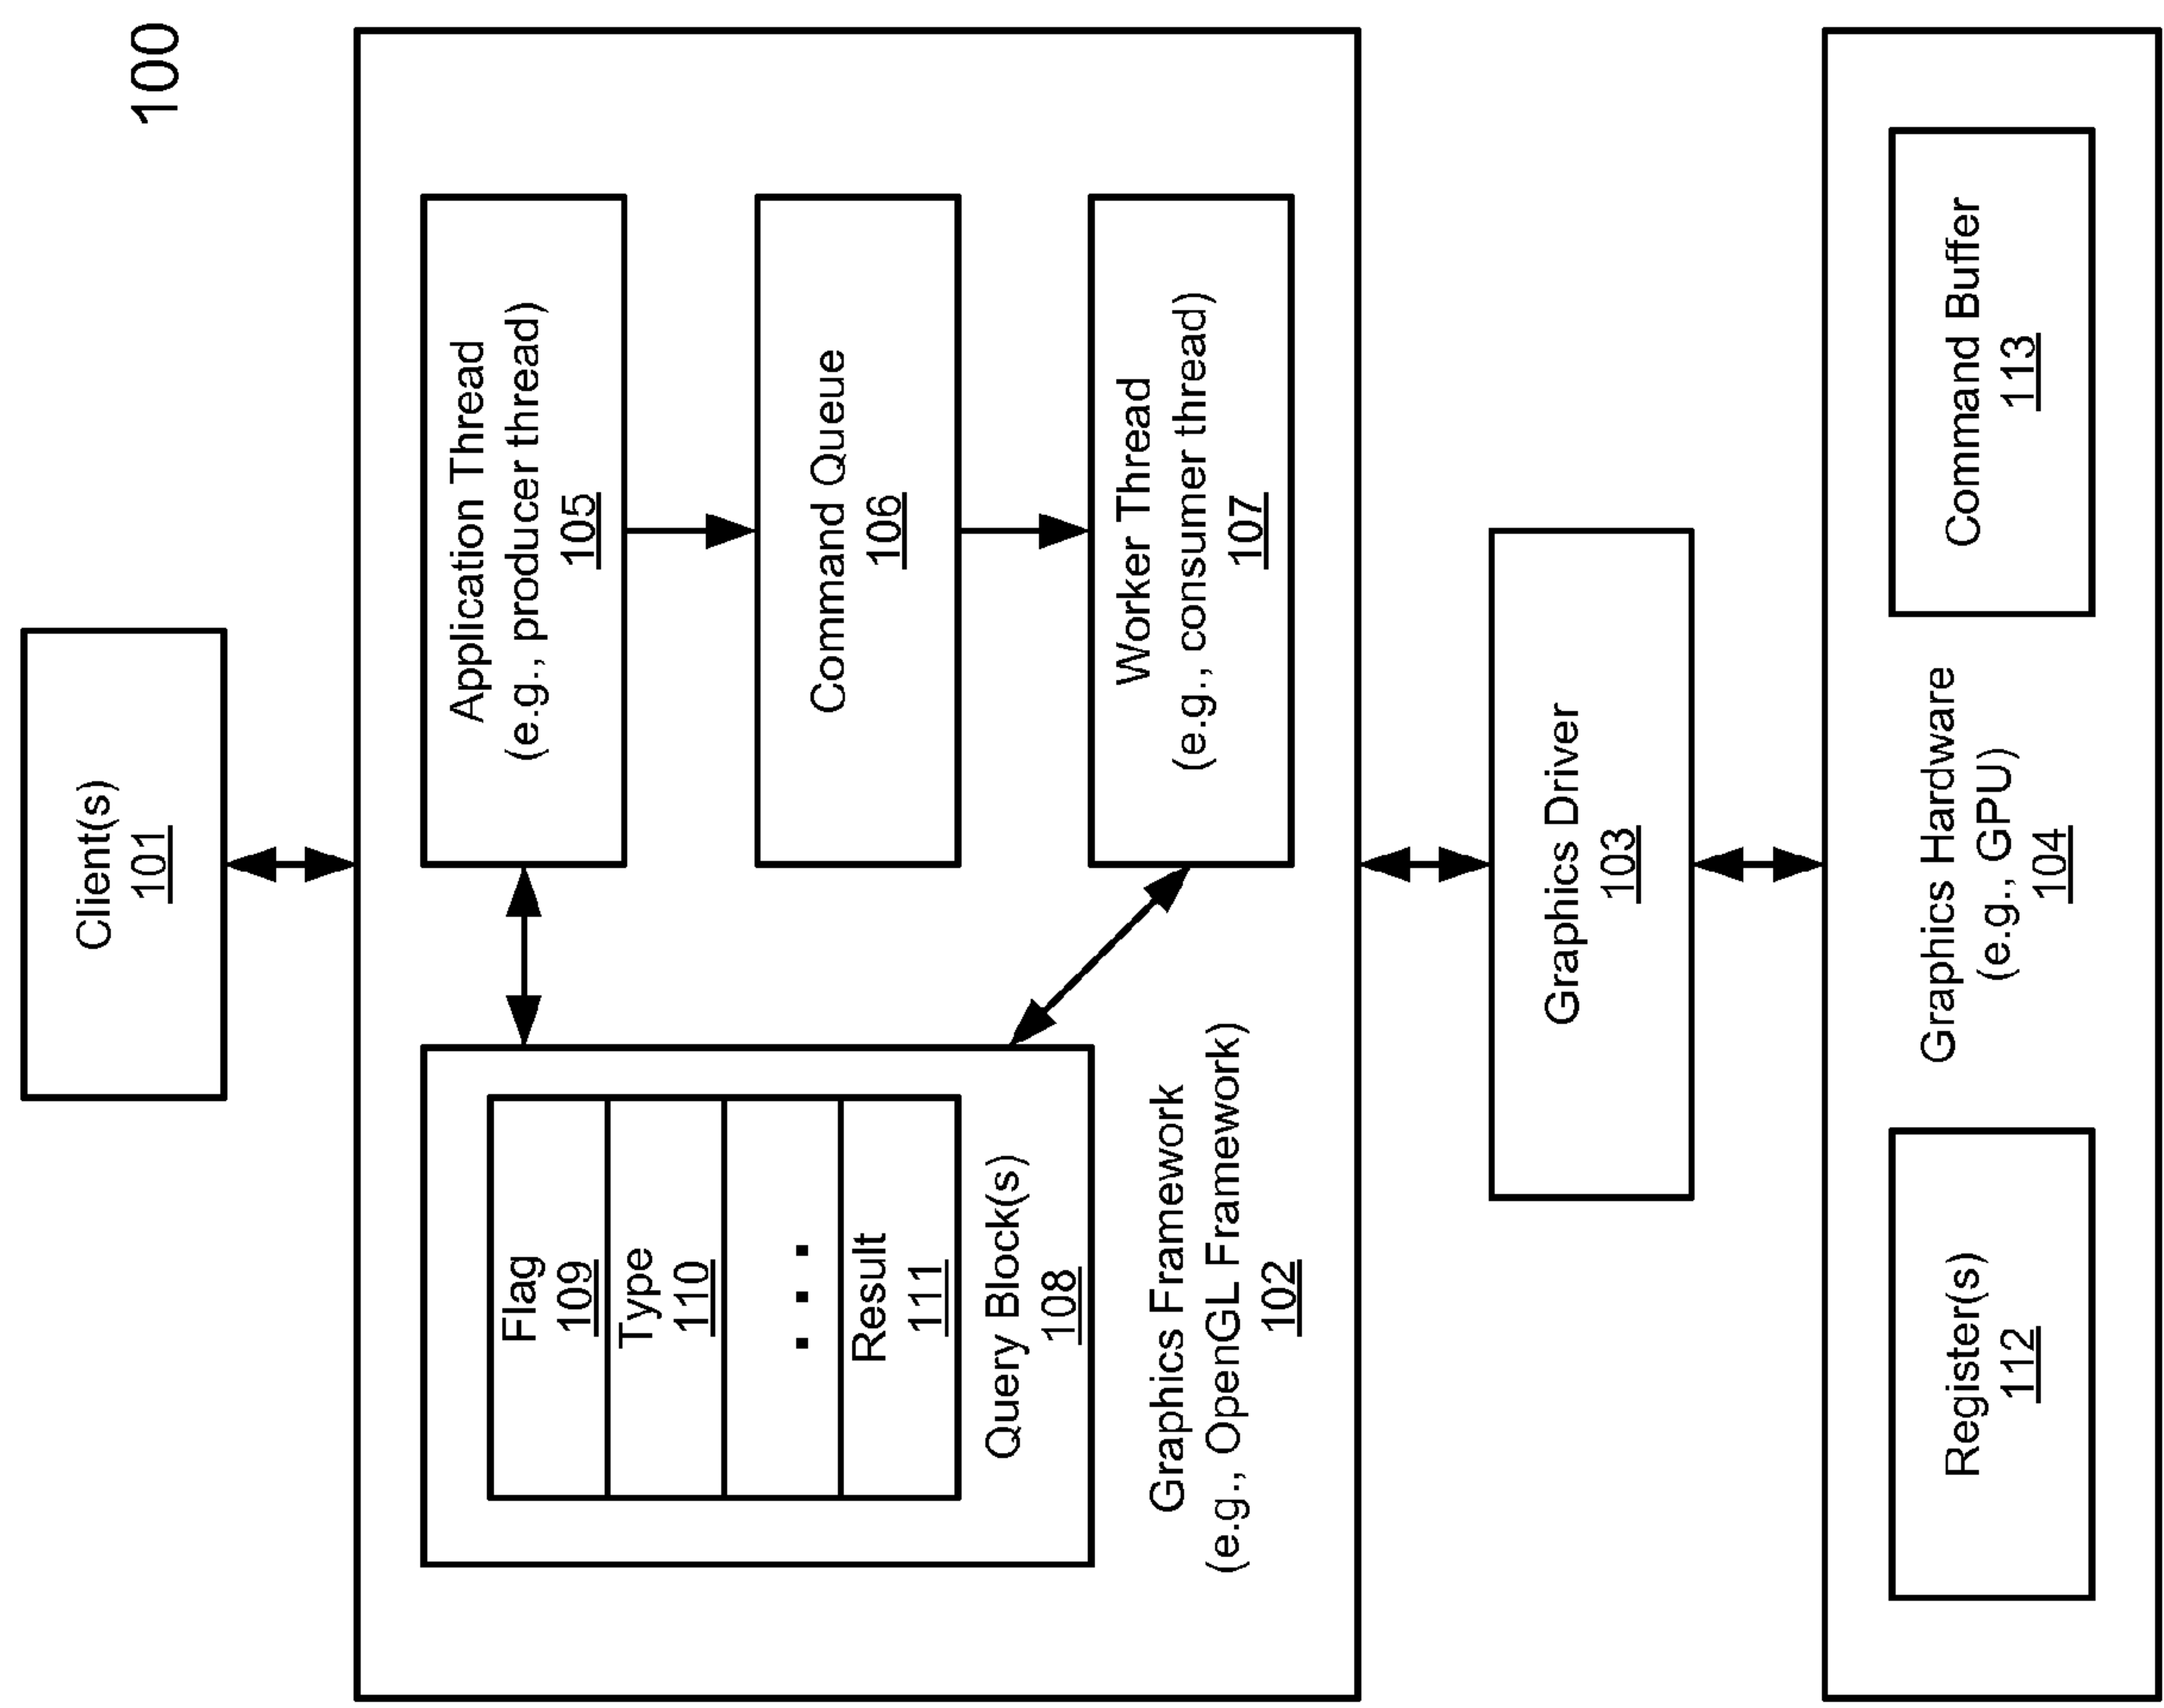 100
Client(s)
101
Flag
109
Type
110
. . .
Result
111
Query Block(s)
108
Application Thread
(e.g., producer thread)
105
Command Queue
106
Worker Thread
(e.g., consumer thread)
107
Graphics Framework
(e.g., OpenGL Framework)
102
Graphics Driver
103
Register(s)
112
Graphics Hardware
(e.g., GPU)
104
Command Buffer
113